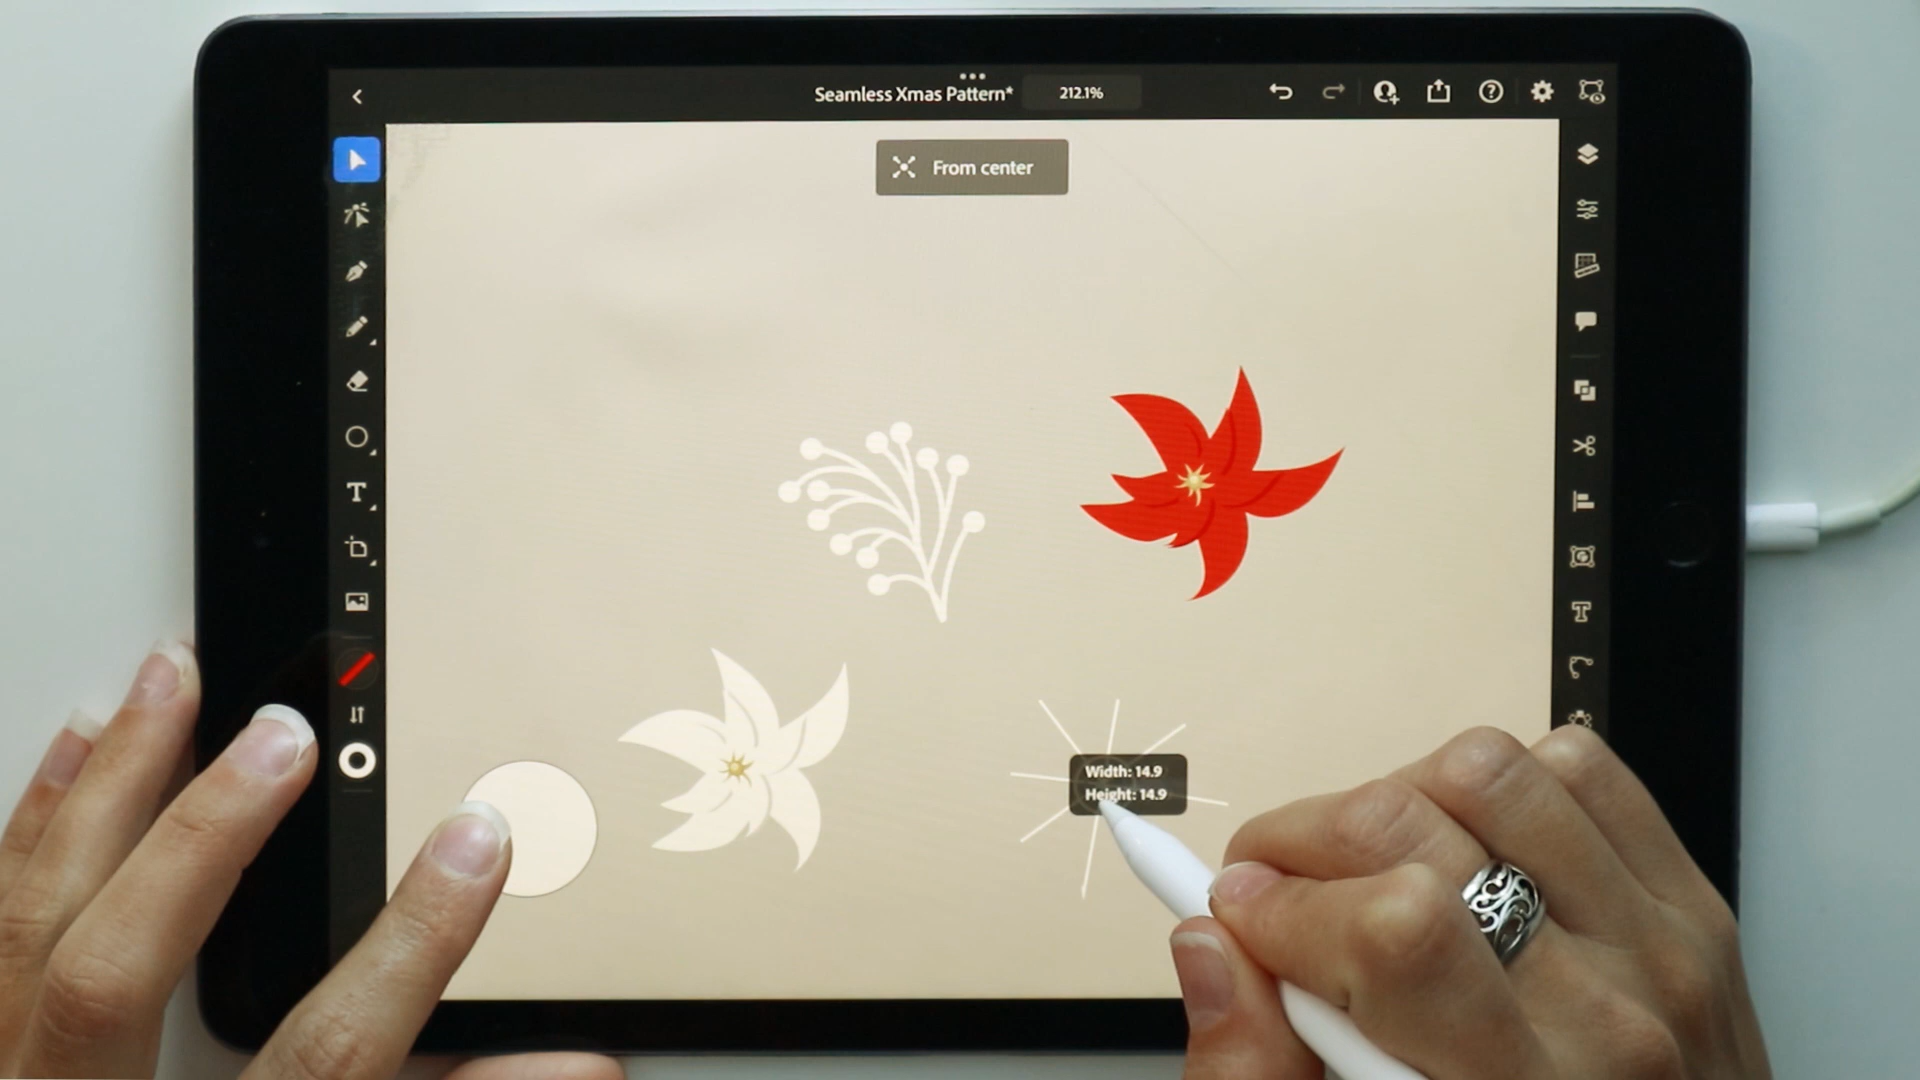 Seamless Xmas Pattern*
212.1%
From center
Width: 14.9
Height: 14.9